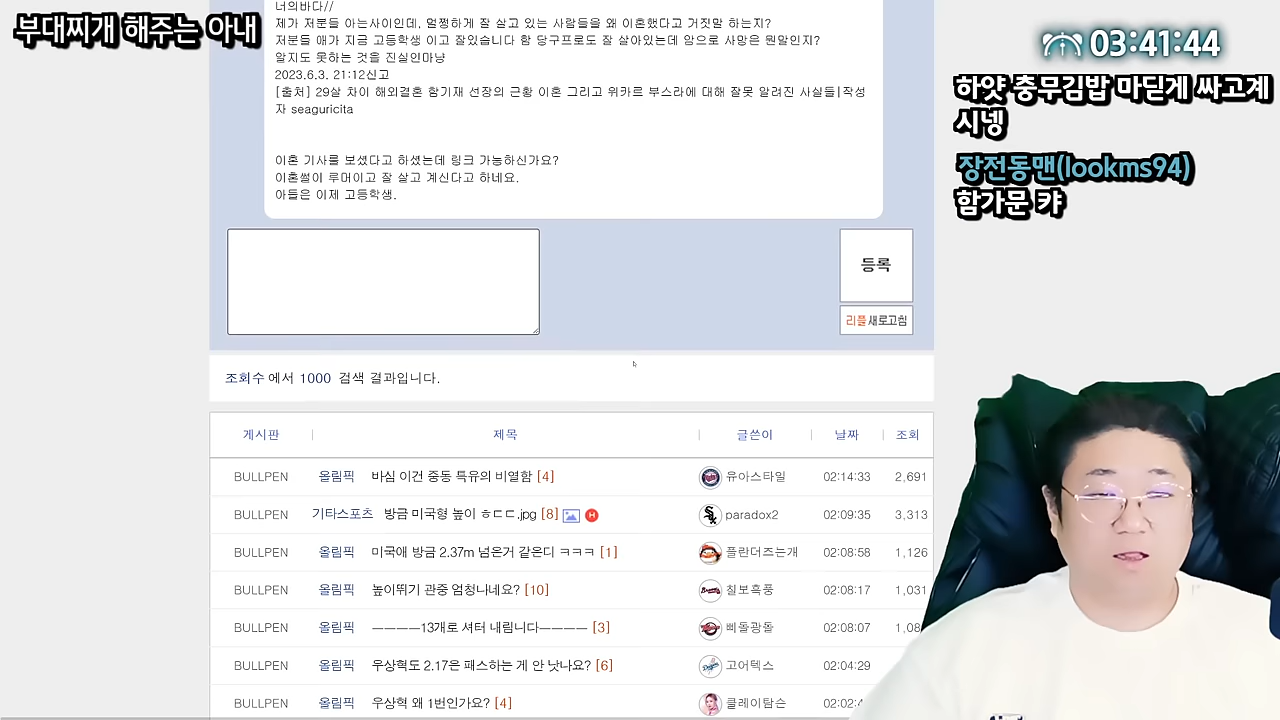 부대찌개 해주는 아내
너의바다//
제가 저분들 아는사이인데, 멀쩡하게 잘 살고 있는 사람들을 왜 이혼했다고 거짓말 하는지?
저분들 애가 지금 고등학생 이고 잘있습니다 함 당구프로도 잘 살아있는데 암으로 사망은 뭔말인지?
알지도 못하는 것을 진실인마냥
2023.6.3. 21:12신고
[출처] 29살 차이 해외결혼 함기재 선장의 근황 이혼 그리고 위카르 부스라에 대해 잘못 알려진 사실들|작성
자 seaguricita
이혼 기사를 보셨다고 하셨는데 링크 가능하신가요?
이혼썰은 루머이고 잘 살고 계신다고 하네요.
아들은 이제 고등학생.
등록
리플새로고침
03:41:44
하얏 충무김밥 마딛게 싸고계
시넹
장전동맨(lookms94)
함가문 캬
조회수 에서 1000 검색 결과입니다.
게시판 제목 글쓴이 날짜 조회
BULLPEN 올림픽 바심 이건 중동 특유의 비열함 [4] 유아스타일 02:14:33 2,691
BULLPEN 기타스포츠 방금 미국형 높이 ㅎㄷㄷ.jpg [8] H paradox2 02:09:35 3,313
BULLPEN 올림픽 미국애 방금 2.37m 넘은거 같은디 ㅋㅋㅋ [1] 플란더즈는개 02:08:58 1,126
BULLPEN 올림픽 높이뛰기 관중 엄청나네요? [10] 칠보흑풍 02:08:17 1,031
BULLPEN 올림픽 ㅡㅡㅡㅡ13개로 셔터 내림니다ㅡㅡㅡㅡ [3] 삐돌광돌 02:08:07 1,08
BULLPEN 올림픽 우상혁도 2.17은 패스하는 게 안 낫나요? [6] 고어텍스 02:04:29
BULLPEN 올림픽 우상혁 왜 1번인가요? [4] 클레이탐슨 02:02:4